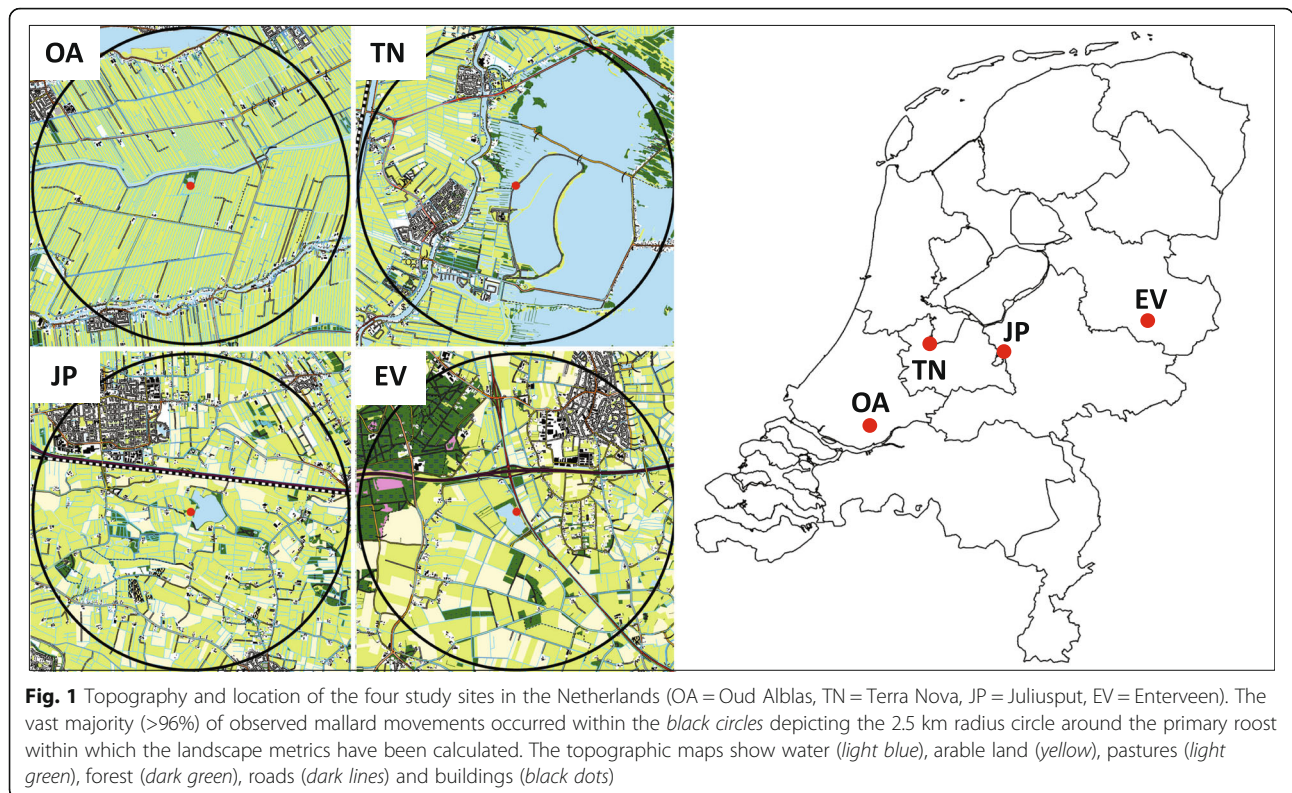 OA
TN
JP
EV
EV
JP
TN
OA
Fig. 1 Topography and location of the four study sites in the Netherlands (OA = Oud Alblas, TN = Terra Nova, JP = Juliusput, EV = Enterveen). The
vast majority (>96%) of observed mallard movements occurred within the black circles depicting the 2.5 km radius circle around the primary roost
within which the landscape metrics have been calculated. The topographic maps show water (light blue), arable land (yellow), pastures (light
green), forest (dark green), roads (dark lines) and buildings (black dots)